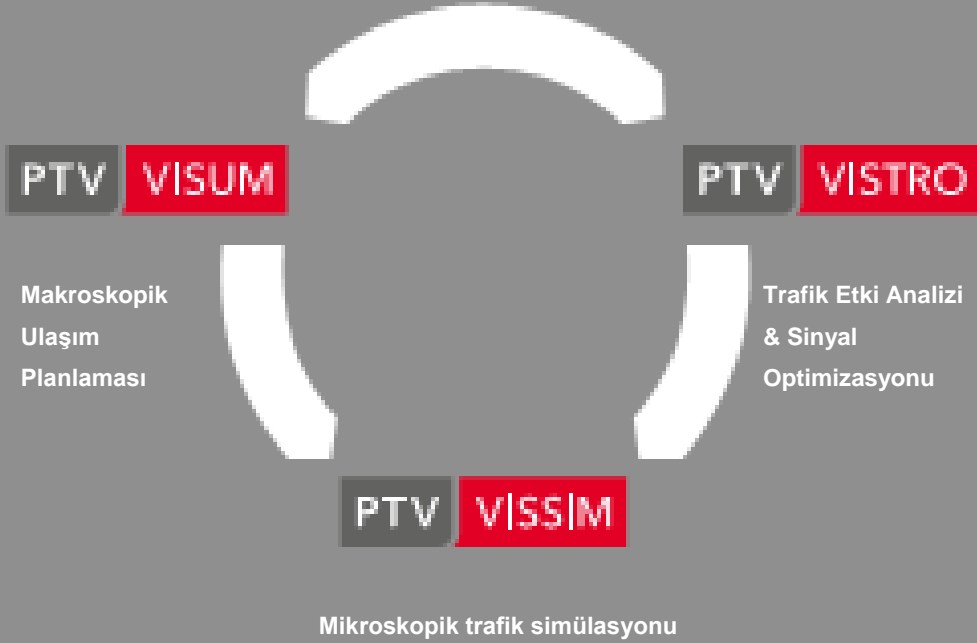 PTV VISUM
PTV VISTRO
Makroskopik
Ulaşım
Planlaması
Trafik Etki Analizi
& Sinyal
Optimizasyonu
PTV VISSIM
Mikroskopik trafik simülasyonu